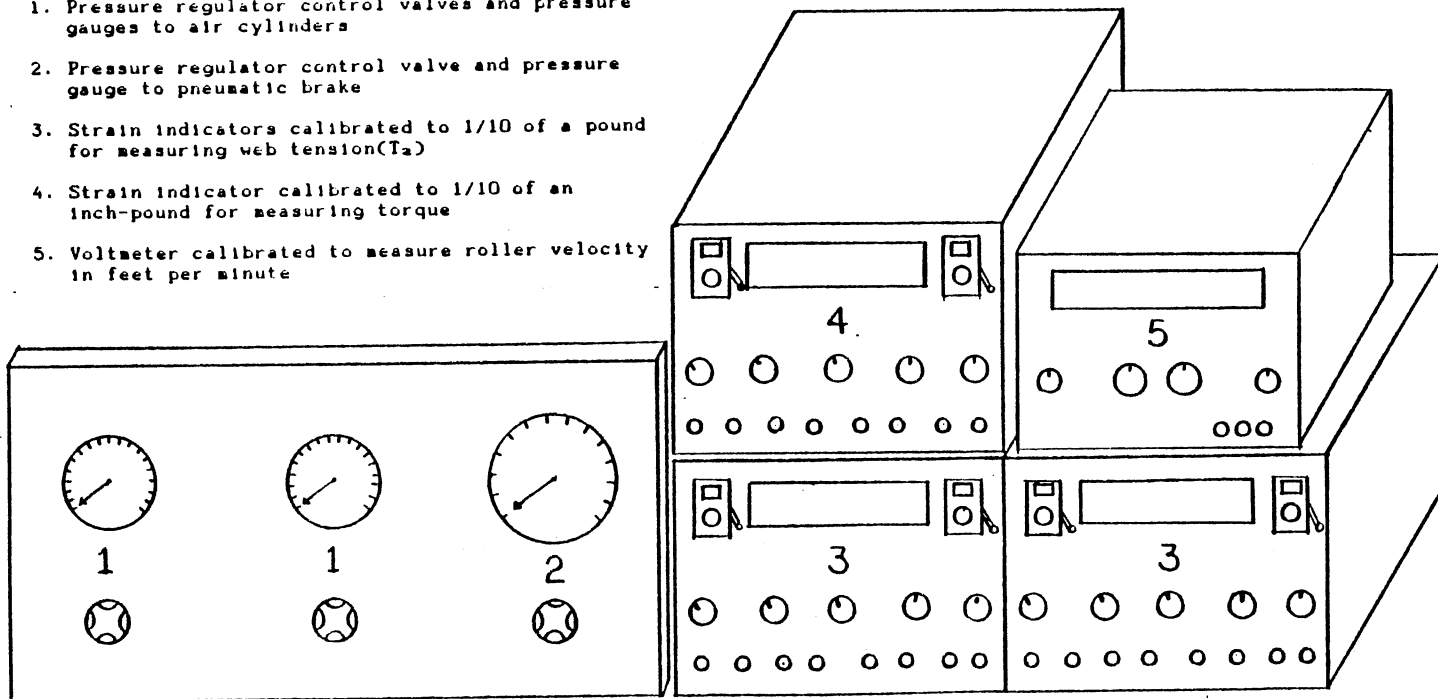 1. Pressure regulator control valves and pressure
gauges to air cylinders
2. Pressure regulator control valve and pressure
gauge to pneumatic brake
3. Strain indicators calibrated to 1/10 of a pound
for measuring web tension(T₂)
4. Strain indicator calibrated to 1/10 of an
inch-pound for measuring torque
5. Voltmeter calibrated to measure roller velocity
in feet per minute
4
5
1
1
2
3
3